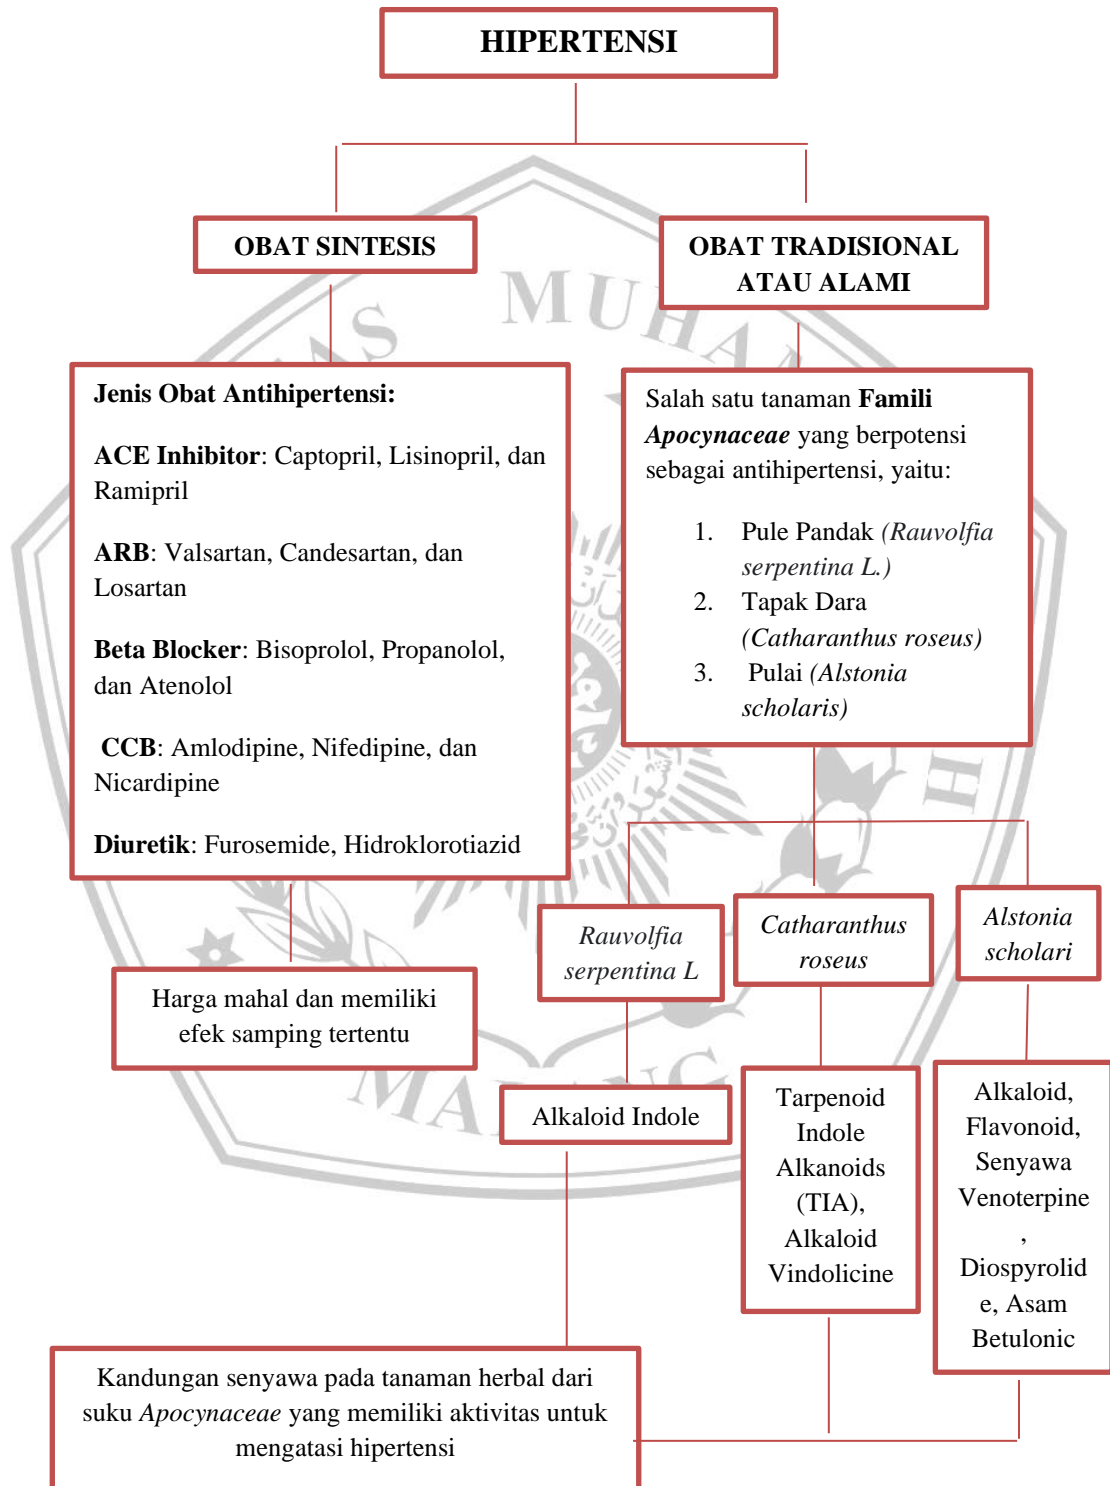 HIPERTENSI
OBAT SINTESIS
OBAT TRADISIONAL
ATAU ALAMI
Jenis Obat Antihipertensi:
ACE Inhibitor: Captopril, Lisinopril, dan
Ramipril
ARB: Valsartan, Candesartan, dan
Losartan
Beta Blocker: Bisoprolol, Propanolol,
dan Atenolol
CCB: Amlodipine, Nifedipine, dan
Nicardipine
Diuretik: Furosemide, Hidroklorotiazid
Salah satu tanaman Famili
Apocynaceae yang berpotensi
sebagai antihipertensi, yaitu:
1. Pule Pandak (Rauvolfia
serpentina L.)
2. Tapak Dara
(Catharanthus roseus)
3. Pulai (Alstonia
scholaris)
Harga mahal dan memiliki
efek samping tertentu
Rauvolfia
serpentina L
Catharanthus
roseus
Alstonia
scholari
Alkaloid Indole
Tarpenoid
Indole
Alkanoids
(TIA),
Alkaloid
Vindolicine
Alkaloid,
Flavonoid,
Senyawa
Venoterpine
,
Diospyrolid
e, Asam
Betulonic
Kandungan senyawa pada tanaman herbal dari
suku Apocynaceae yang memiliki aktivitas untuk
mengatasi hipertensi